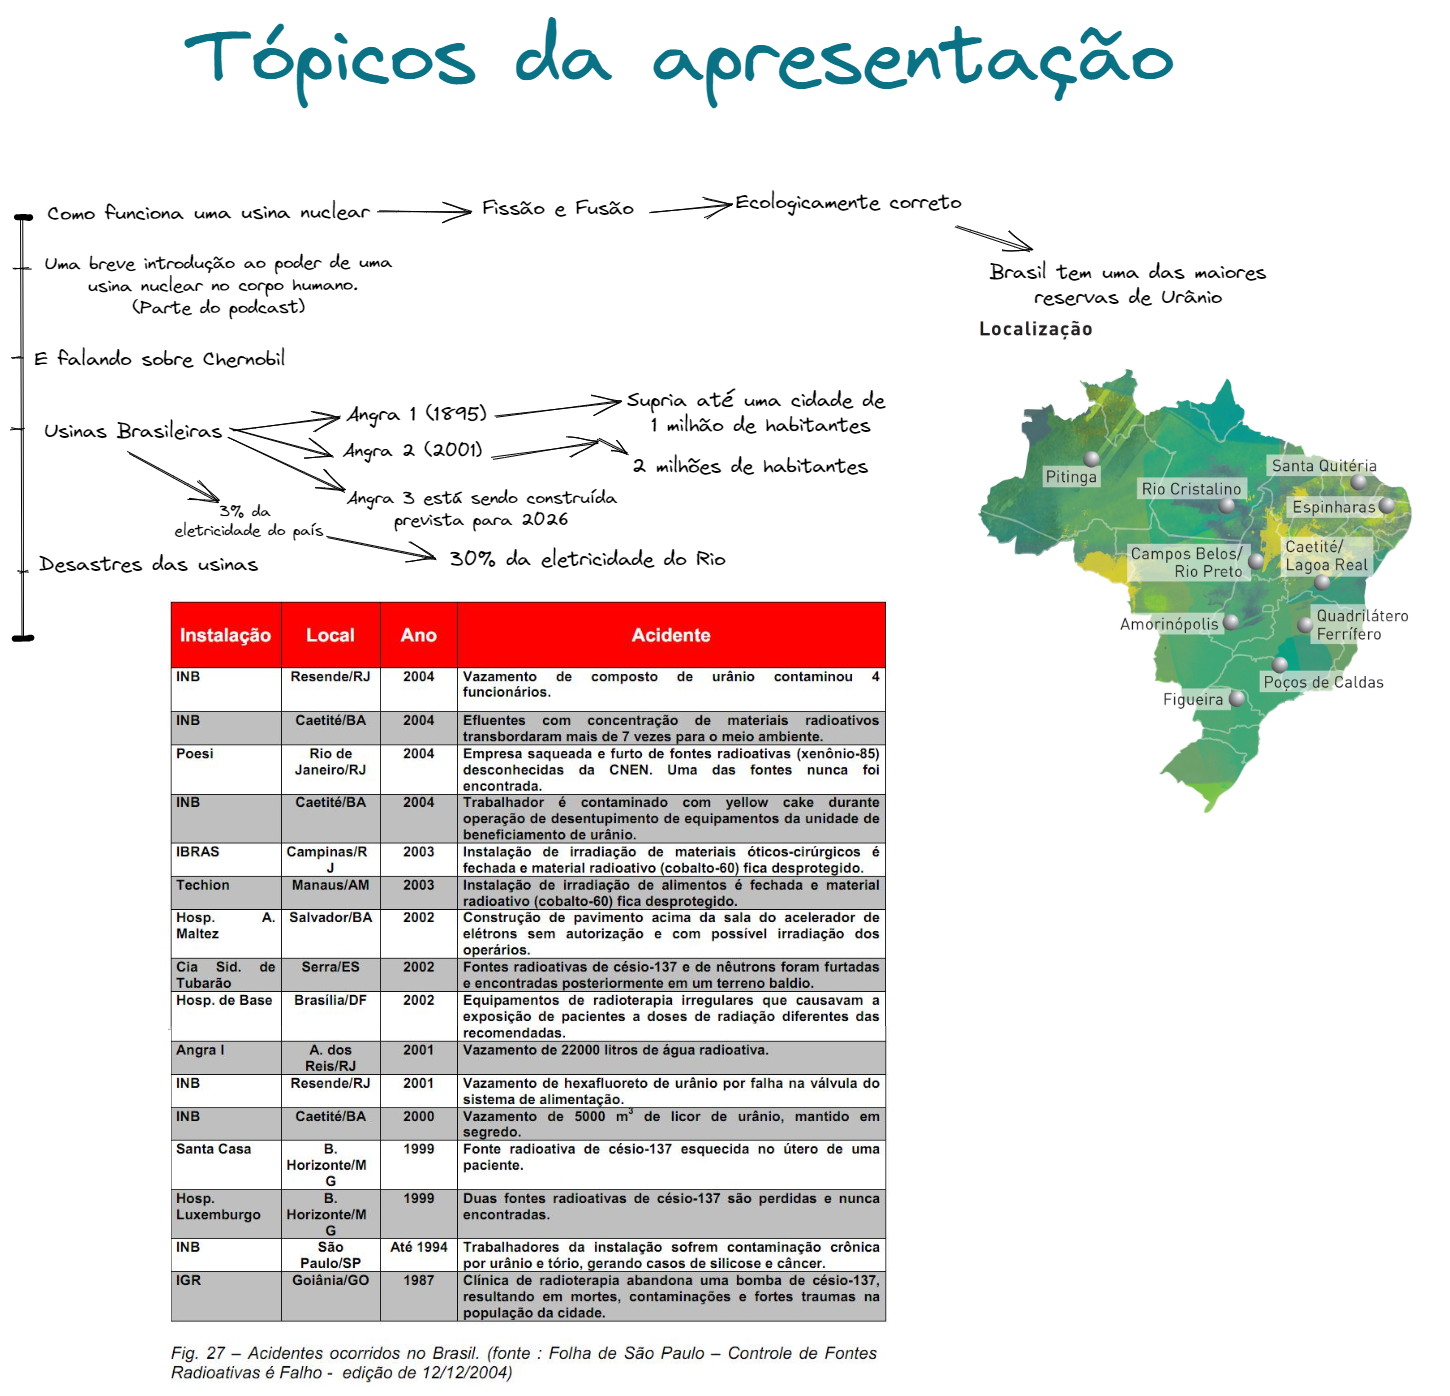 Tópicos da apresentação
Como funciona uma usina nuclear
Fissão e Fusão
Ecologicamente correto
Brasil tem uma das maiores
reservas de Urânio
Uma breve introdução ao poder de uma
usina nuclear no corpo humano.
(Parte do podcast)
E falando sobre Chernobil
Usinas Brasileiras
Angra 1 (1895)
Supria até uma cidade de
1 milhão de habitantes
Angra 2 (2001)
2 milhões de habitantes
Angra 3 está sendo construída
prevista para 2026
3% da
eletricidade do país
30% da eletricidade do Rio
Desastres das usinas
Localização
Pitinga
Rio Cristalino
Santa Quitéria
Espinharas
Campos Belos/
Rio Preto
Caetité/
Lagoa Real
Amorinópolis
Quadrilátero
Ferrífero
Poços de Caldas
Figueira
Instalação Local Ano Acidente
INB Resende/RJ 2004 Vazamento de composto de urânio contaminou 4
funcionários.
INB Caetité/BA 2004 Efluentes com concentração de materiais radioativos
transbordaram mais de 7 vezes para o meio ambiente.
Poesi Rio de 2004 Empresa saqueada e furto de fontes radioativas (xenônio-85)
Janeiro/RJ desconhecidas da CNEN. Uma das fontes nunca foi
encontrada.
INB Caetité/BA 2004 Trabalhador é contaminado com yellow cake durante
operação de desentupimento de equipamentos da unidade de
beneficiamento de urânio.
IBRAS Campinas/R 2003 Instalação de irradiação de materiais óticos-cirúrgicos é
J fechada e material radioativo (cobalto-60) fica desprotegido.
Techion Manaus/AM 2003 Instalação de irradiação de alimentos é fechada e material
radioativo (cobalto-60) fica desprotegido.
Hosp. A. Salvador/BA 2002 Construção de pavimento acima da sala do acelerador de
Maltez elétrons sem autorização e com possível irradiação dos
operários.
Cia Sid. de Serra/ES 2002 Fontes radioativas de césio-137 e de nêutrons foram furtadas
Tubarão e encontradas posteriormente em um terreno baldio.
Hosp. de Base Brasília/DF 2002 Equipamentos de radioterapia irregulares que causavam a
exposição de pacientes a doses de radiação diferentes das
recomendadas.
Angra I A. dos 2001 Vazamento de 22000 litros de água radioativa.
Reis/RJ
INB Resende/RJ 2001 Vazamento de hexafluoreto de urânio por falha na válvula do
sistema de alimentação.
INB Caetité/BA 2000 Vazamento de 5000 m³ de licor de urânio, mantido em
segredo.
Santa Casa B. 1999 Fonte radioativa de césio-137 esquecida no útero de uma
Horizonte/M paciente.
G
Hosp. B. 1999 Duas fontes radioativas de césio-137 são perdidas e nunca
Luxemburgo Horizonte/M encontradas.
G
INB São Até 1994 Trabalhadores da instalação sofrem contaminação crônica
Paulo/SP por urânio e tório, gerando casos de silicose e câncer.
IGR Goiânia/GO 1987 Clínica de radioterapia abandona uma bomba de césio-137,
resultando em mortes, contaminações e fortes traumas na
população da cidade.
Fig. 27 – Acidentes ocorridos no Brasil. (fonte : Folha de São Paulo – Controle de Fontes
Radioativas é Falho - edição de 12/12/2004)